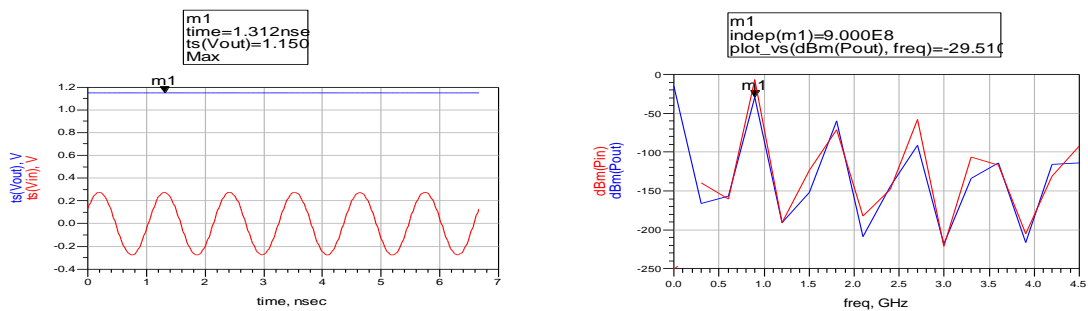 m1
time=1.312nse
ts(Vout)=1.150
Max
m1
1.2
1.0
0.8
0.6
0.4
0.2
0.0
-0.2
-0.4
ts(Vout), V
ts(Vin), V
0 1 2 3 4 5 6 7
time, nsec
m1
indep(m1)=9.000E8
plot_vs(dBm(Pout), freq)=-29.510
m1
0
-50
-100
-150
-200
-250
dBm(Pin)
dBm(Pout)
0.0 0.5 1.0 1.5 2.0 2.5 3.0 3.5 4.0 4.5
freq, GHz